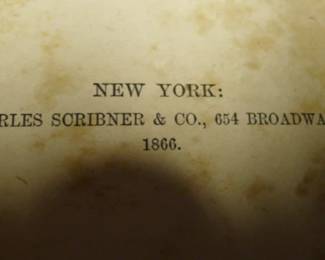 NEW YORK:
RLES SCRIBNER & CO., 654 BROADWA
1866.